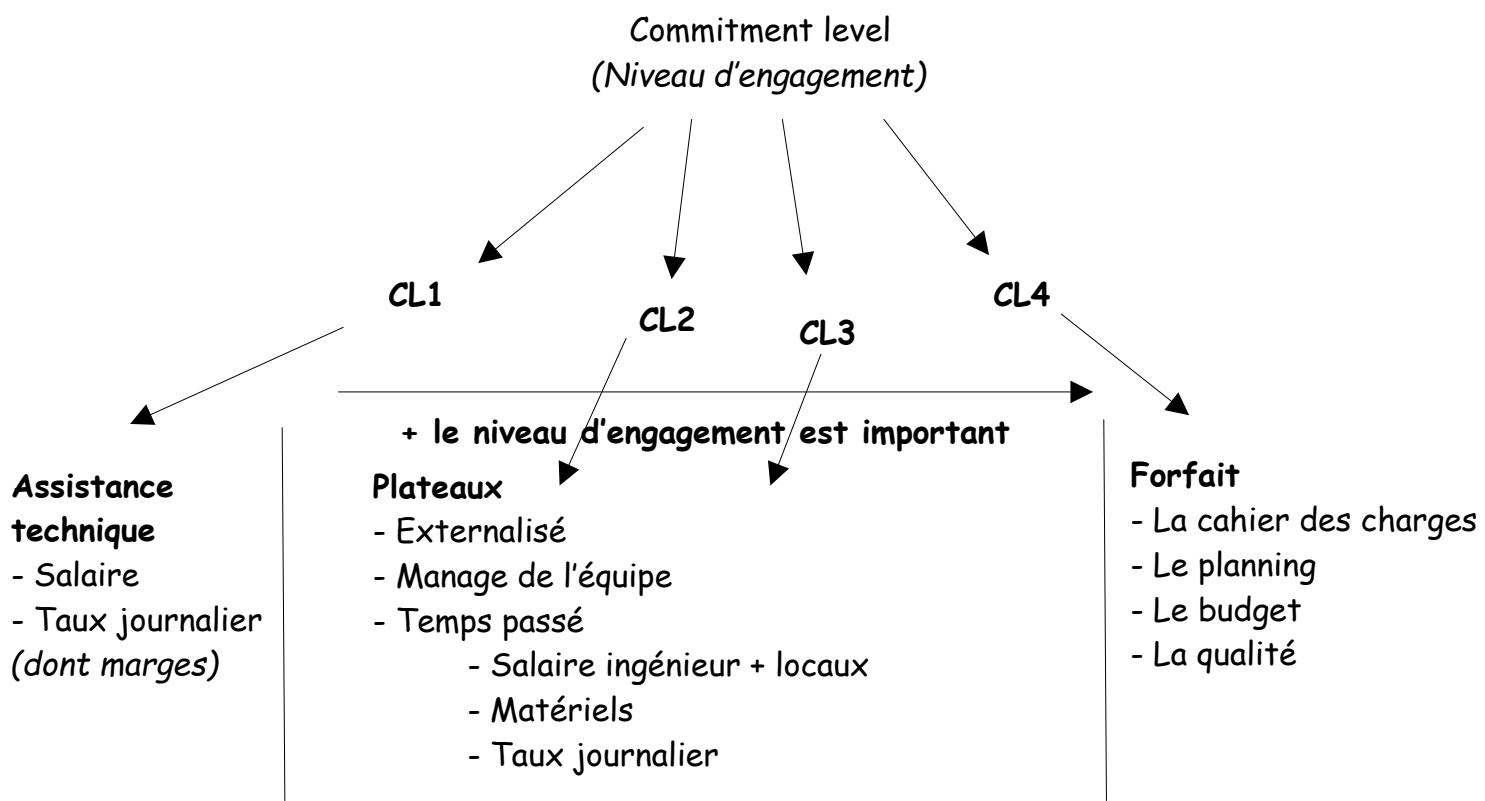 Commitment level
(Niveau d'engagement)
CL1
CL2
CL3
CL4
+ le niveau d'engagement est important
Assistance
technique
- Salaire
- Taux journalier
(dont marges)
Plateaux
- Externalisé
- Manage de l'équipe
- Temps passé
- Salaire ingénieur + locaux
- Matériels
- Taux journalier
Forfait
- La cahier des charges
- Le planning
- Le budget
- La qualité